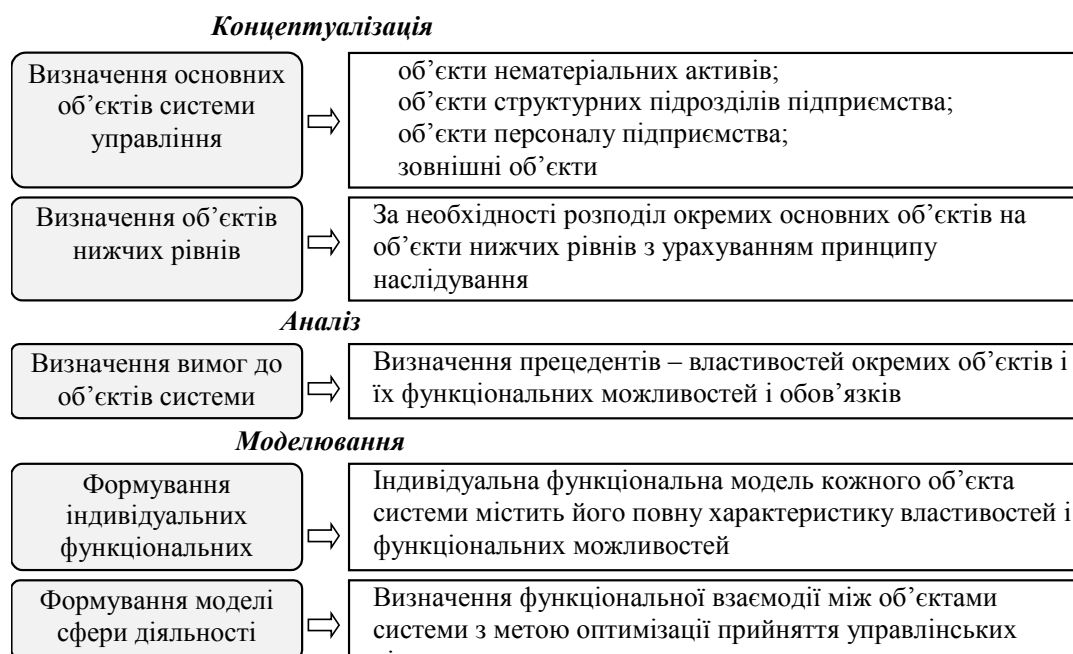 Концептуалізація
Визначення основних
об’єктів системи
управління
об’єкти нематеріальних активів;
об’єкти структурних підрозділів підприємства;
об’єкти персоналу підприємства;
зовнішні об’єкти
Визначення об’єктів
нижчих рівнів
За необхідності розподіл окремих основних об’єктів на
об’єкти нижчих рівнів з урахуванням принципу
наслідування
Аналіз
Визначення вимог до
об’єктів системи
Визначення прецедентів – властивостей окремих об’єктів і
їх функціональних можливостей і обов’язків
Моделювання
Формування
індивідуальних
функціональних
Індивідуальна функціональна модель кожного об’єкта
системи містить його повну характеристику властивостей і
функціональних можливостей
Формування моделі
сфери діяльності
Визначення функціональної взаємодії між об’єктами
системи з метою оптимізації прийняття управлінських